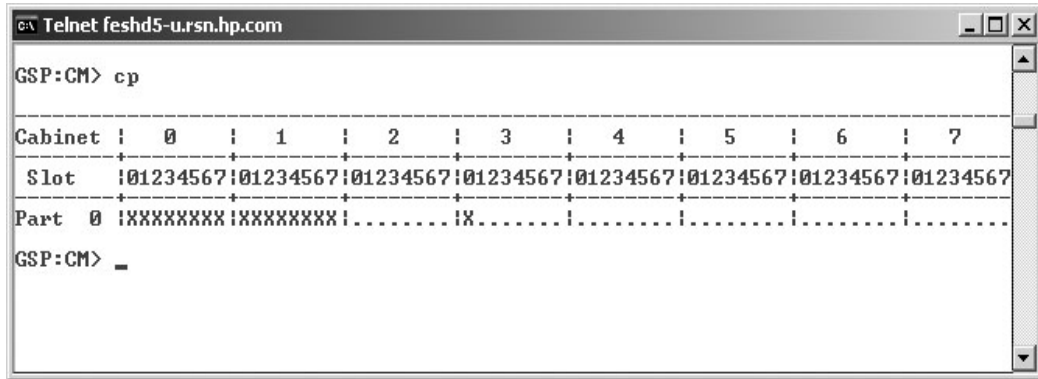 Telnet feshd5-u.rsn.hp.com
GSP:CM> cp
Cabinet ¦ 0 ¦ 1 ¦ 2 ¦ 3 ¦ 4 ¦ 5 ¦ 6 ¦ 7
Slot ¦01234567¦01234567¦01234567¦01234567¦01234567¦01234567¦01234567¦01234567
Part 0 ¦XXXXXXXX¦XXXXXXXX¦........¦X.......¦........¦........¦........¦........
GSP:CM> _